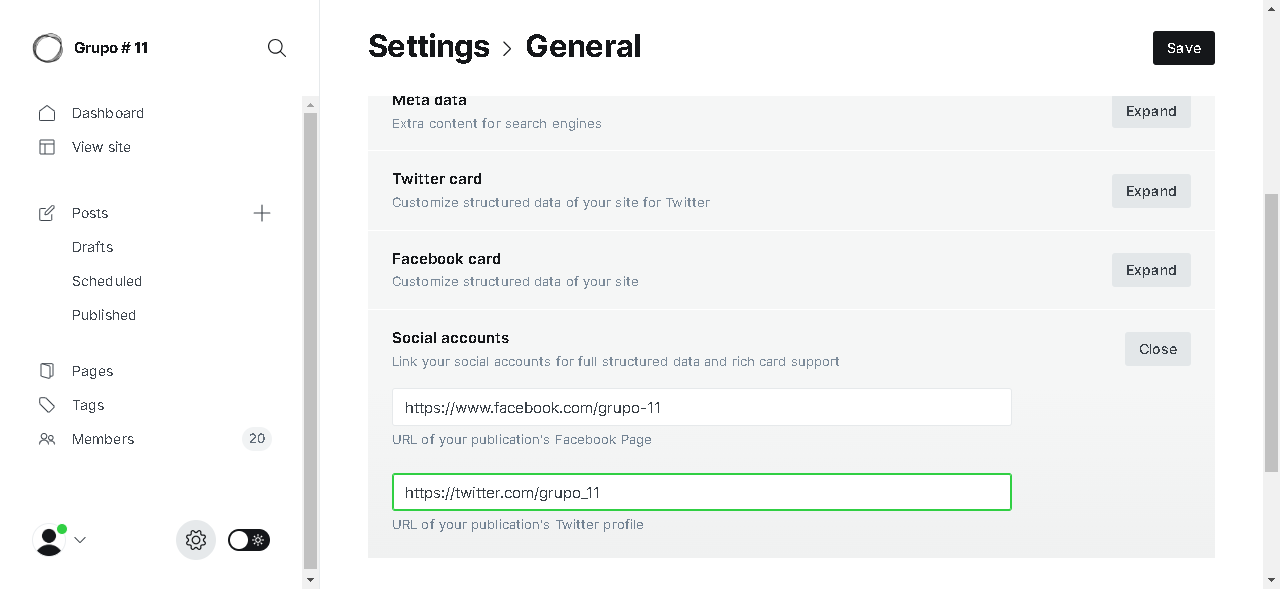 Grupo # 11
Dashboard
View site
Posts
Drafts
Scheduled
Published
Pages
Tags
Members
20
Settings > General
Save
Meta data
Extra content for search engines
Expand
Twitter card
Customize structured data of your site for Twitter
Expand
Facebook card
Customize structured data of your site
Expand
Social accounts
Link your social accounts for full structured data and rich card support
Close
https://www.facebook.com/grupo-11
URL of your publication's Facebook Page
https://twitter.com/grupo_11
URL of your publication's Twitter profile